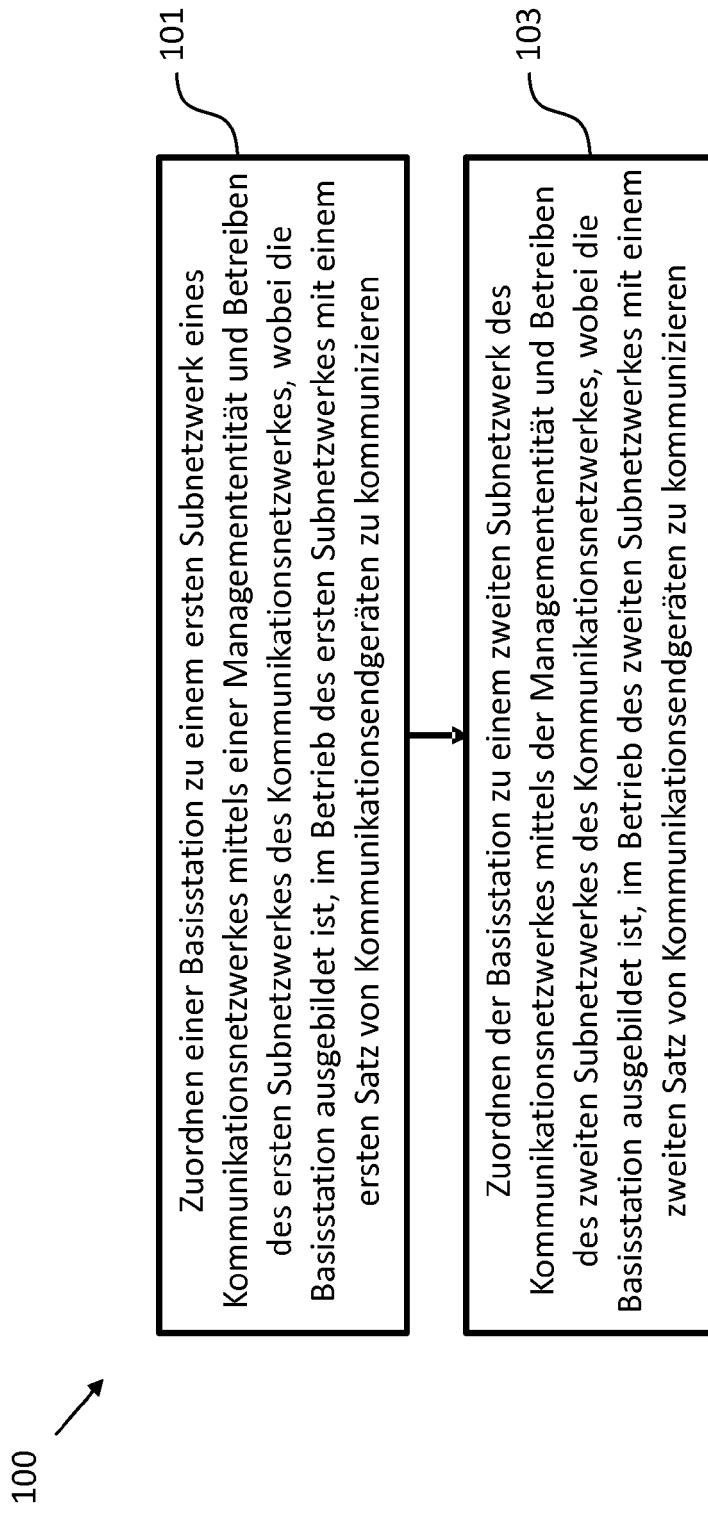 100
101
Zuordnen einer Basisstation zu einem ersten Subnetzwerk eines
Kommunikationsnetzwerkes mittels einer Managemententität und Betreiben
des ersten Subnetzwerkes des Kommunikationsnetzwerkes, wobei die
Basisstation ausgebildet ist, im Betrieb des ersten Subnetzwerkes mit einem
ersten Satz von Kommunikationsendgeräten zu kommunizieren
103
Zuordnen der Basisstation zu einem zweiten Subnetzwerk des
Kommunikationsnetzwerkes mittels der Managemententität und Betreiben
des zweiten Subnetzwerkes des Kommunikationsnetzwerkes, wobei die
Basisstation ausgebildet ist, im Betrieb des zweiten Subnetzwerkes mit einem
zweiten Satz von Kommunikationsendgeräten zu kommunizieren